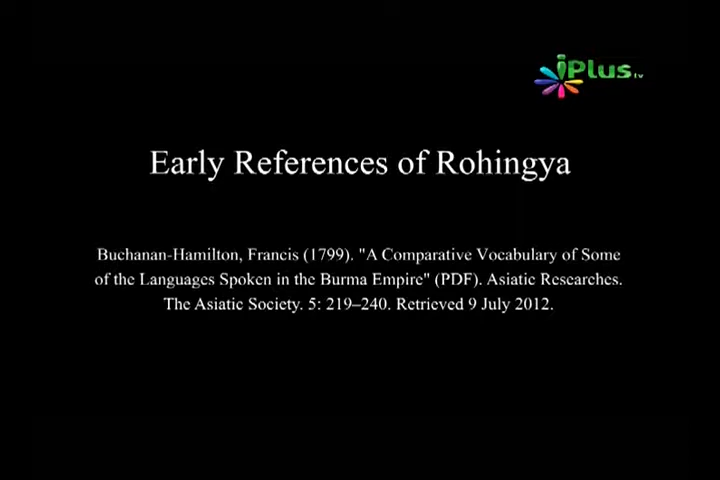 iPlus tv
Early References of Rohingya
Buchanan-Hamilton, Francis (1799). "A Comparative Vocabulary of Some
of the Languages Spoken in the Burma Empire" (PDF). Asiatic Researches.
The Asiatic Society. 5: 219–240. Retrieved 9 July 2012.